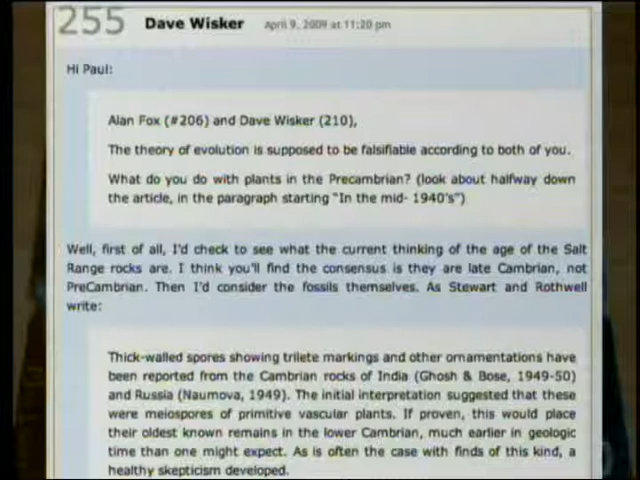 255 Dave Wisker April 9, 2009 at 11:20 pm
Hi Paul:
Alan Fox (#206) and Dave Wisker (210),
The theory of evolution is supposed to be falsifiable according to both of you.
What do you do with plants in the Precambrian? (look about halfway down
the article, in the paragraph starting “In the mid- 1940’s”)
Well, first of all, I’d check to see what the current thinking of the age of the Salt
Range rocks are. I think you’ll find the consensus is they are late Cambrian, not
PreCambrian. Then I’d consider the fossils themselves. As Stewart and Rothwell
write:
Thick-walled spores showing trilete markings and other ornamentations have
been reported from the Cambrian rocks of India (Ghosh & Bose, 1949-50)
and Russia (Naumova, 1949). The initial interpretation suggested that these
were meiospores of primitive vascular plants. If proven, this would place
their oldest known remains in the lower Cambrian, much earlier in geologic
time than one might expect. As is often the case with finds of this kind, a
healthy skepticism developed.